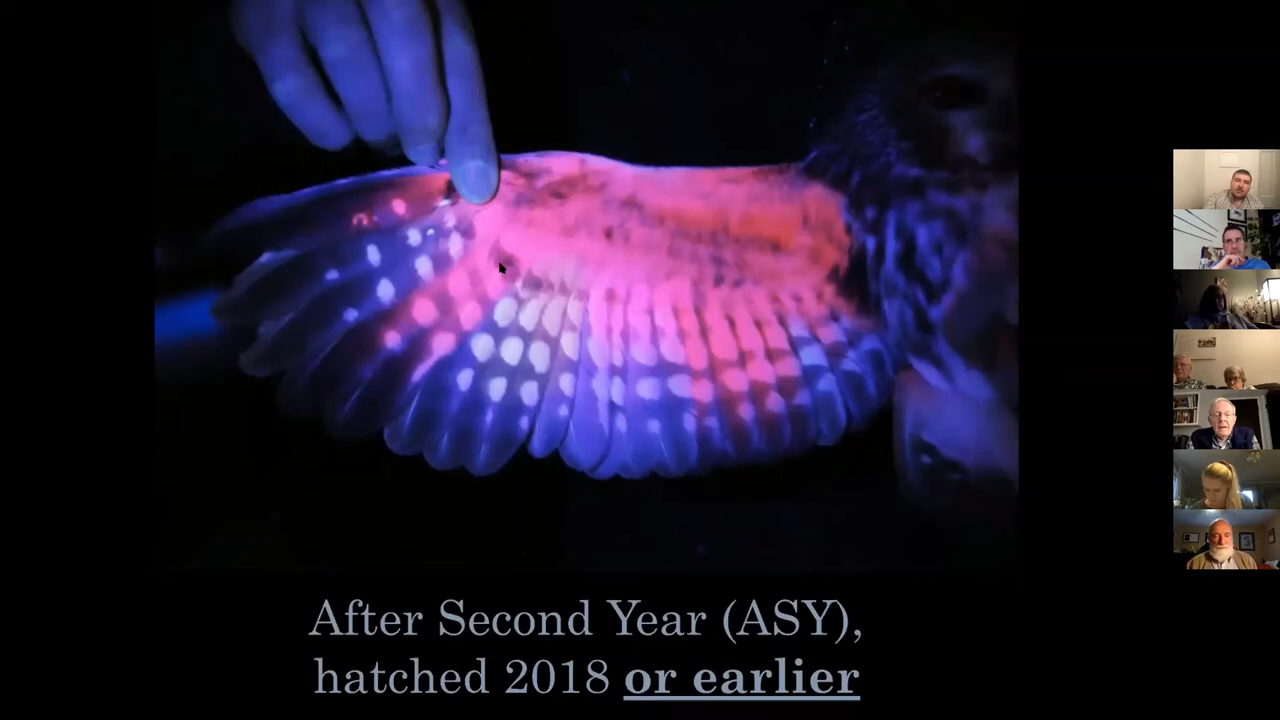 After Second Year (ASY),
hatched 2018 or earlier